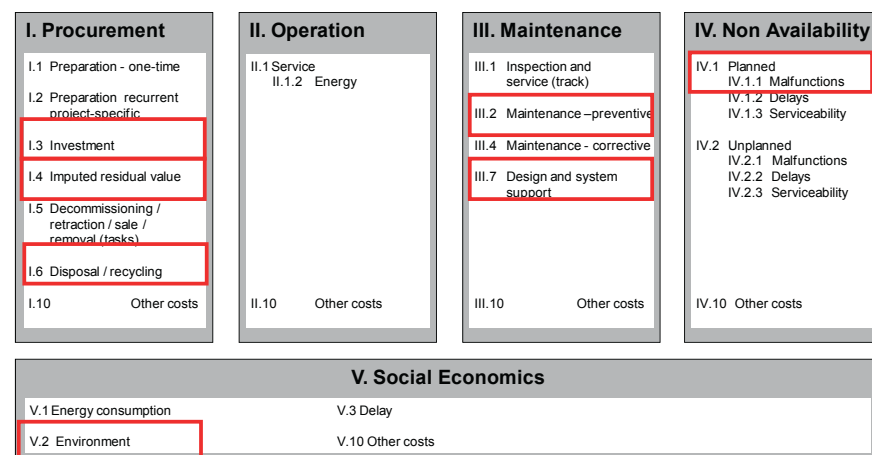 I. Procurement
I.1 Preparation - one-time
I.2 Preparation recurrent
project-specific
I.3 Investment
I.4 Imputed residual value
I.5 Decommissioning /
retraction / sale /
removal (tasks)
I.6 Disposal / recycling
I.10 Other costs
II. Operation
II.1 Service
II.1.2 Energy
II.10 Other costs
III. Maintenance
III.1 Inspection and
service (track)
III.2 Maintenance –preventive
III.4 Maintenance - corrective
III.7 Design and system
support
III.10 Other costs
IV. Non Availability
IV.1 Planned
IV.1.1 Malfunctions
IV.1.2 Delays
IV.1.3 Serviceability
IV.2 Unplanned
IV.2.1 Malfunctions
IV.2.2 Delays
IV.2.3 Serviceability
IV.10 Other costs
V. Social Economics
V.1 Energy consumption
V.3 Delay
V.2 Environment
V.10 Other costs